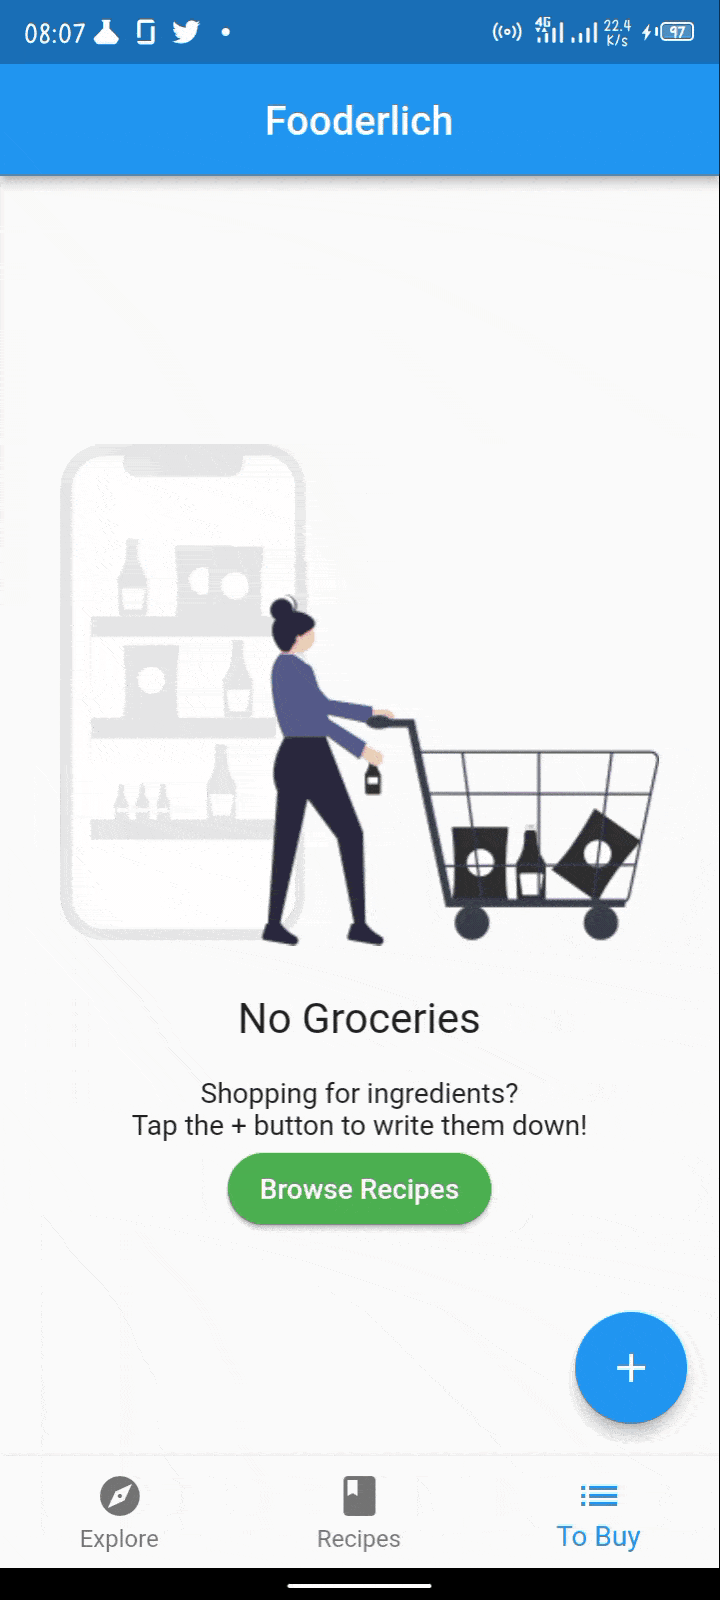 08:07
4G
22.4
K/s
97
Fooderlich
No Groceries
Shopping for ingredients?
Tap the + button to write them down!
Browse Recipes
+
Explore
Recipes
To Buy